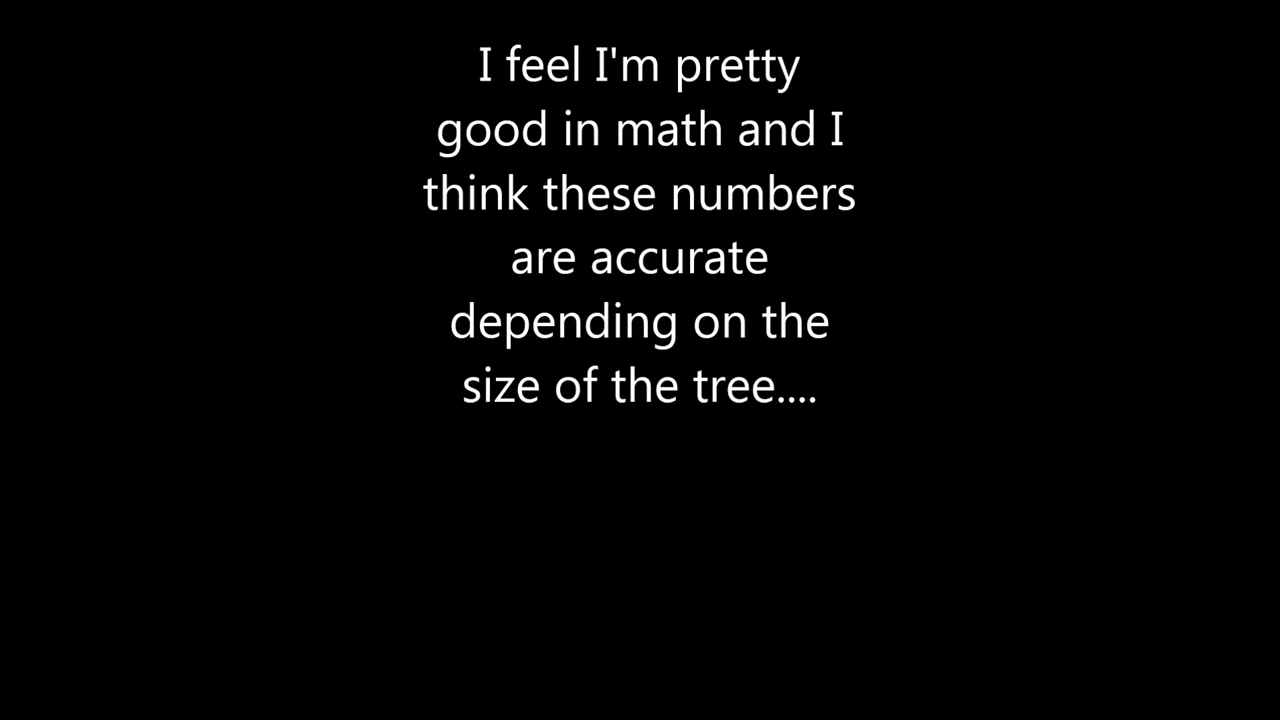 I feel I'm pretty
good in math and I
think these numbers
are accurate
depending on the
size of the tree....